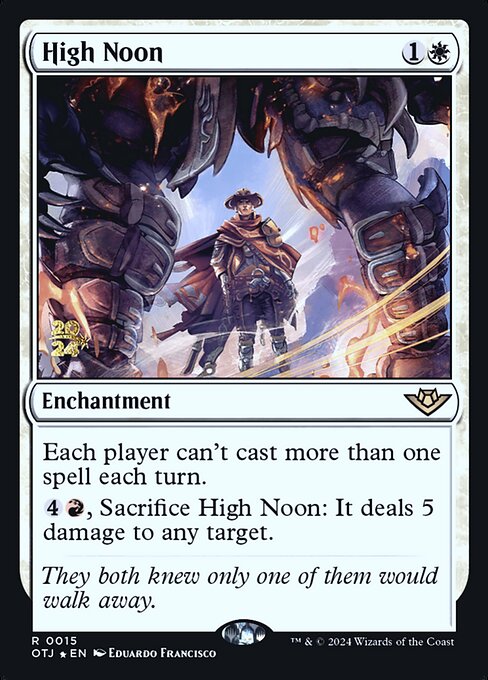 High Noon 1
2024
Enchantment
Each player can't cast more than one
spell each turn.
4, Sacrifice High Noon: It deals 5
damage to any target.
They both knew only one of them would
walk away.
R 0015
OTJ ★ EN Eduardo Francisco
™ & © 2024 Wizards of the Coast